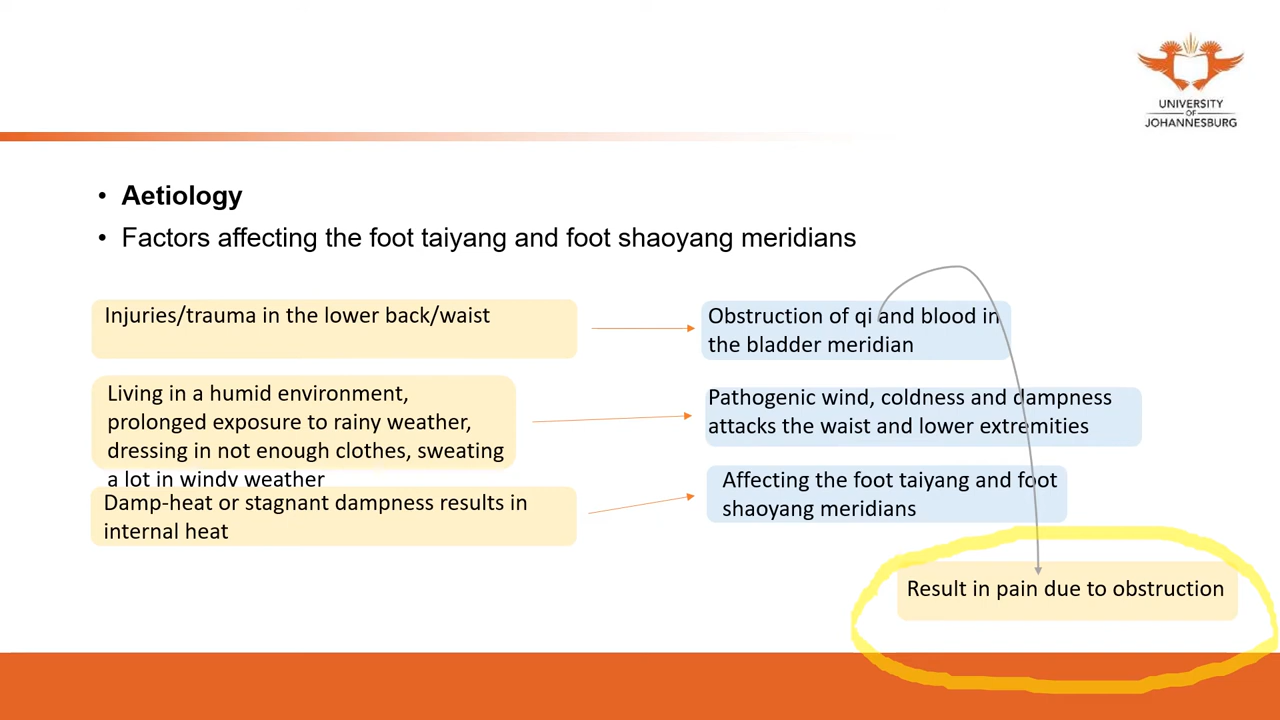 UNIVERSITY
OF
JOHANNESBURG
• Aetiology
• Factors affecting the foot taiyang and foot shaoyang meridians
Injuries/trauma in the lower back/waist
Obstruction of qi and blood in
the bladder meridian
Living in a humid environment,
prolonged exposure to rainy weather,
dressing in not enough clothes, sweating
a lot in windy weather
Pathogenic wind, coldness and dampness
attacks the waist and lower extremities
Damp-heat or stagnant dampness results in
internal heat
Affecting the foot taiyang and foot
shaoyang meridians
Result in pain due to obstruction